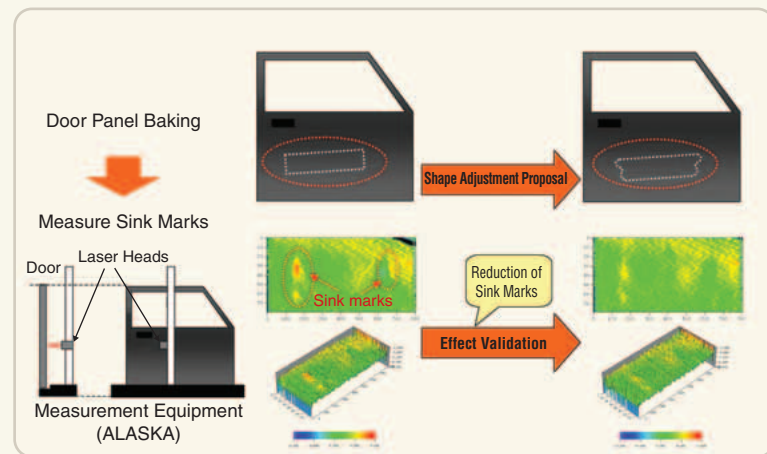 Door Panel Baking
Measure Sink Marks
Laser Heads
Door
Measurement Equipment
(ALASKA)
Shape Adjustment Proposal
Sink marks
Reduction of
Sink Marks
Effect Validation